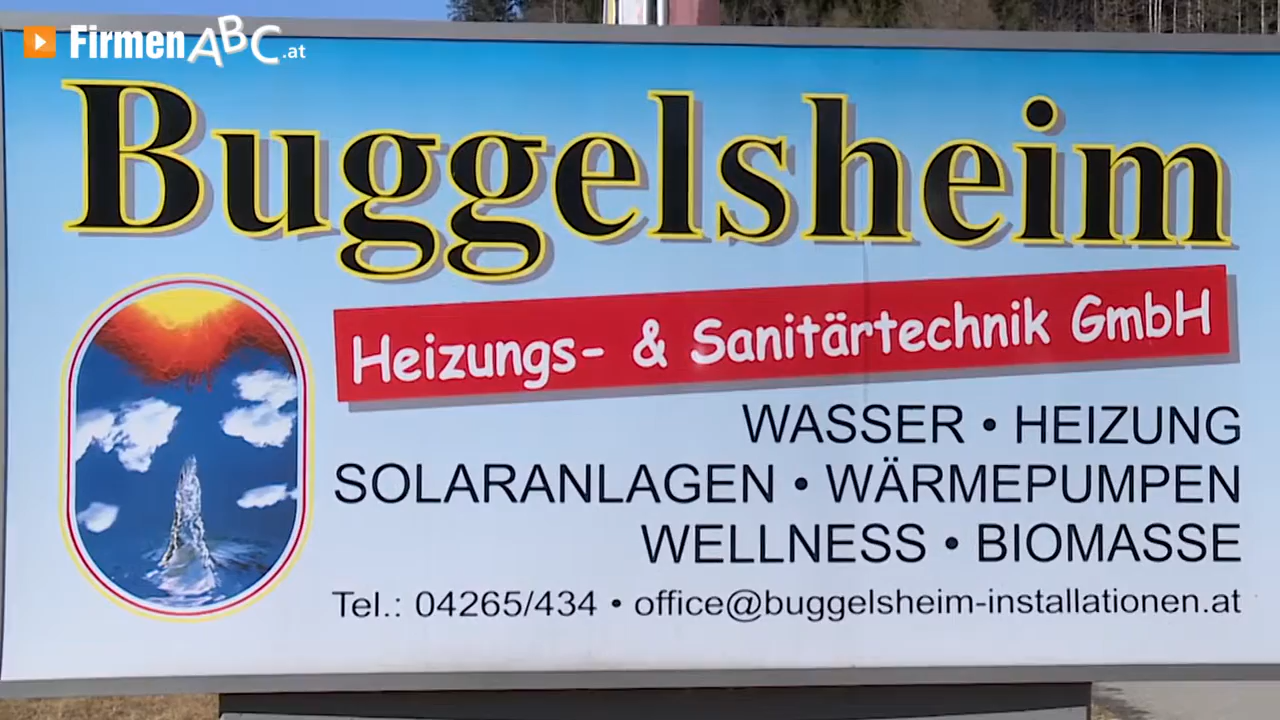 FirmenABC.at
Buggelsheim
Heizungs- & Sanitärtechnik GmbH
WASSER • HEIZUNG
SOLARANLAGEN • WÄRMEPUMPEN
WELLNESS • BIOMASSE
Tel.: 04265/434 • office@buggelsheim-installationen.at